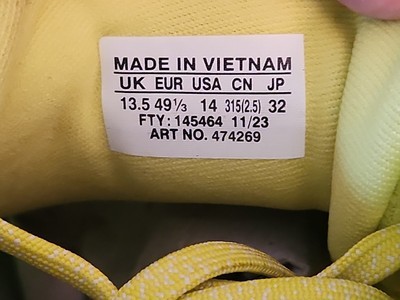 MADE IN VIETNAM
UK EUR USA CN JP
13.5 49⅓ 14 315(2.5) 32
FTY: 145464 11/23
ART NO. 474269